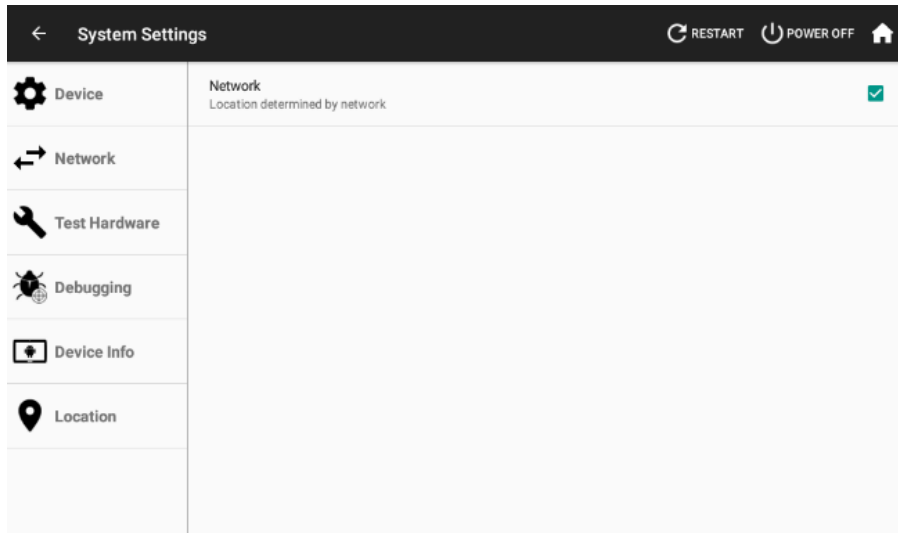 System Settings
RESTART
POWER OFF
Device
Network
Test Hardware
Debugging
Device Info
Location
Network
Location determined by network